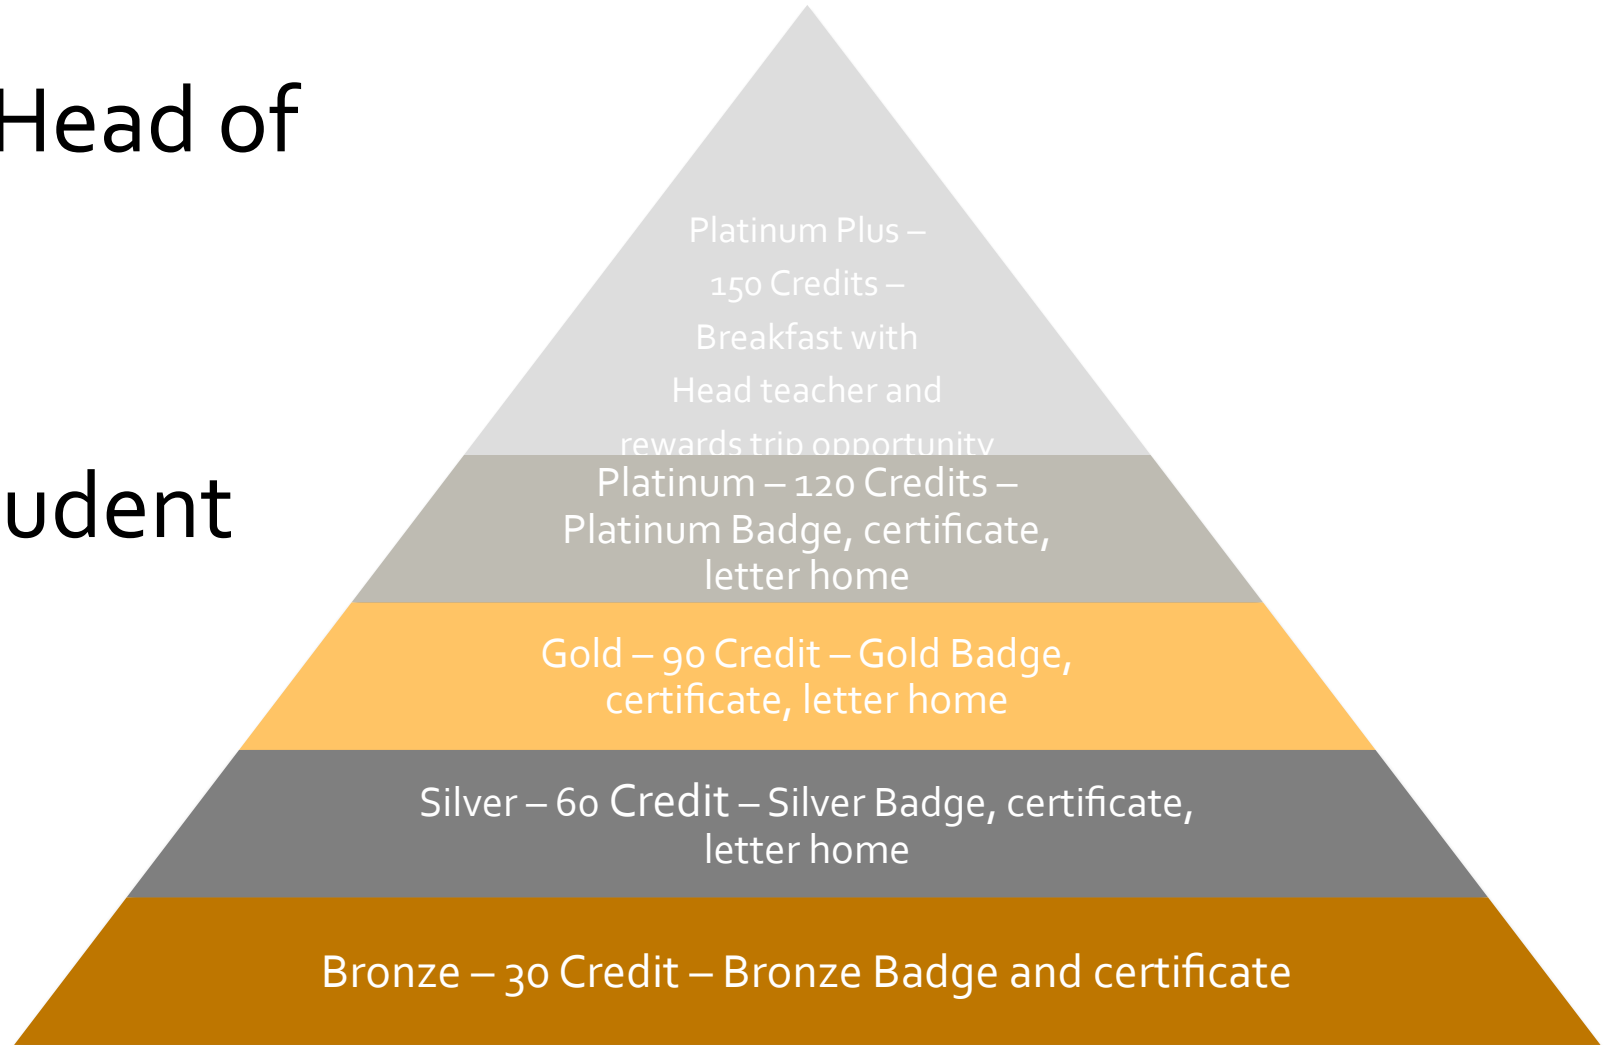 Head of
Platinum Plus –
150 Credits –
Breakfast with
Head teacher and
rewards trip opportunity
udent
Platinum – 120 Credits –
Platinum Badge, certificate,
letter home
Gold – 90 Credit – Gold Badge,
certificate, letter home
Silver – 60 Credit – Silver Badge, certificate,
letter home
Bronze – 30 Credit – Bronze Badge and certificate